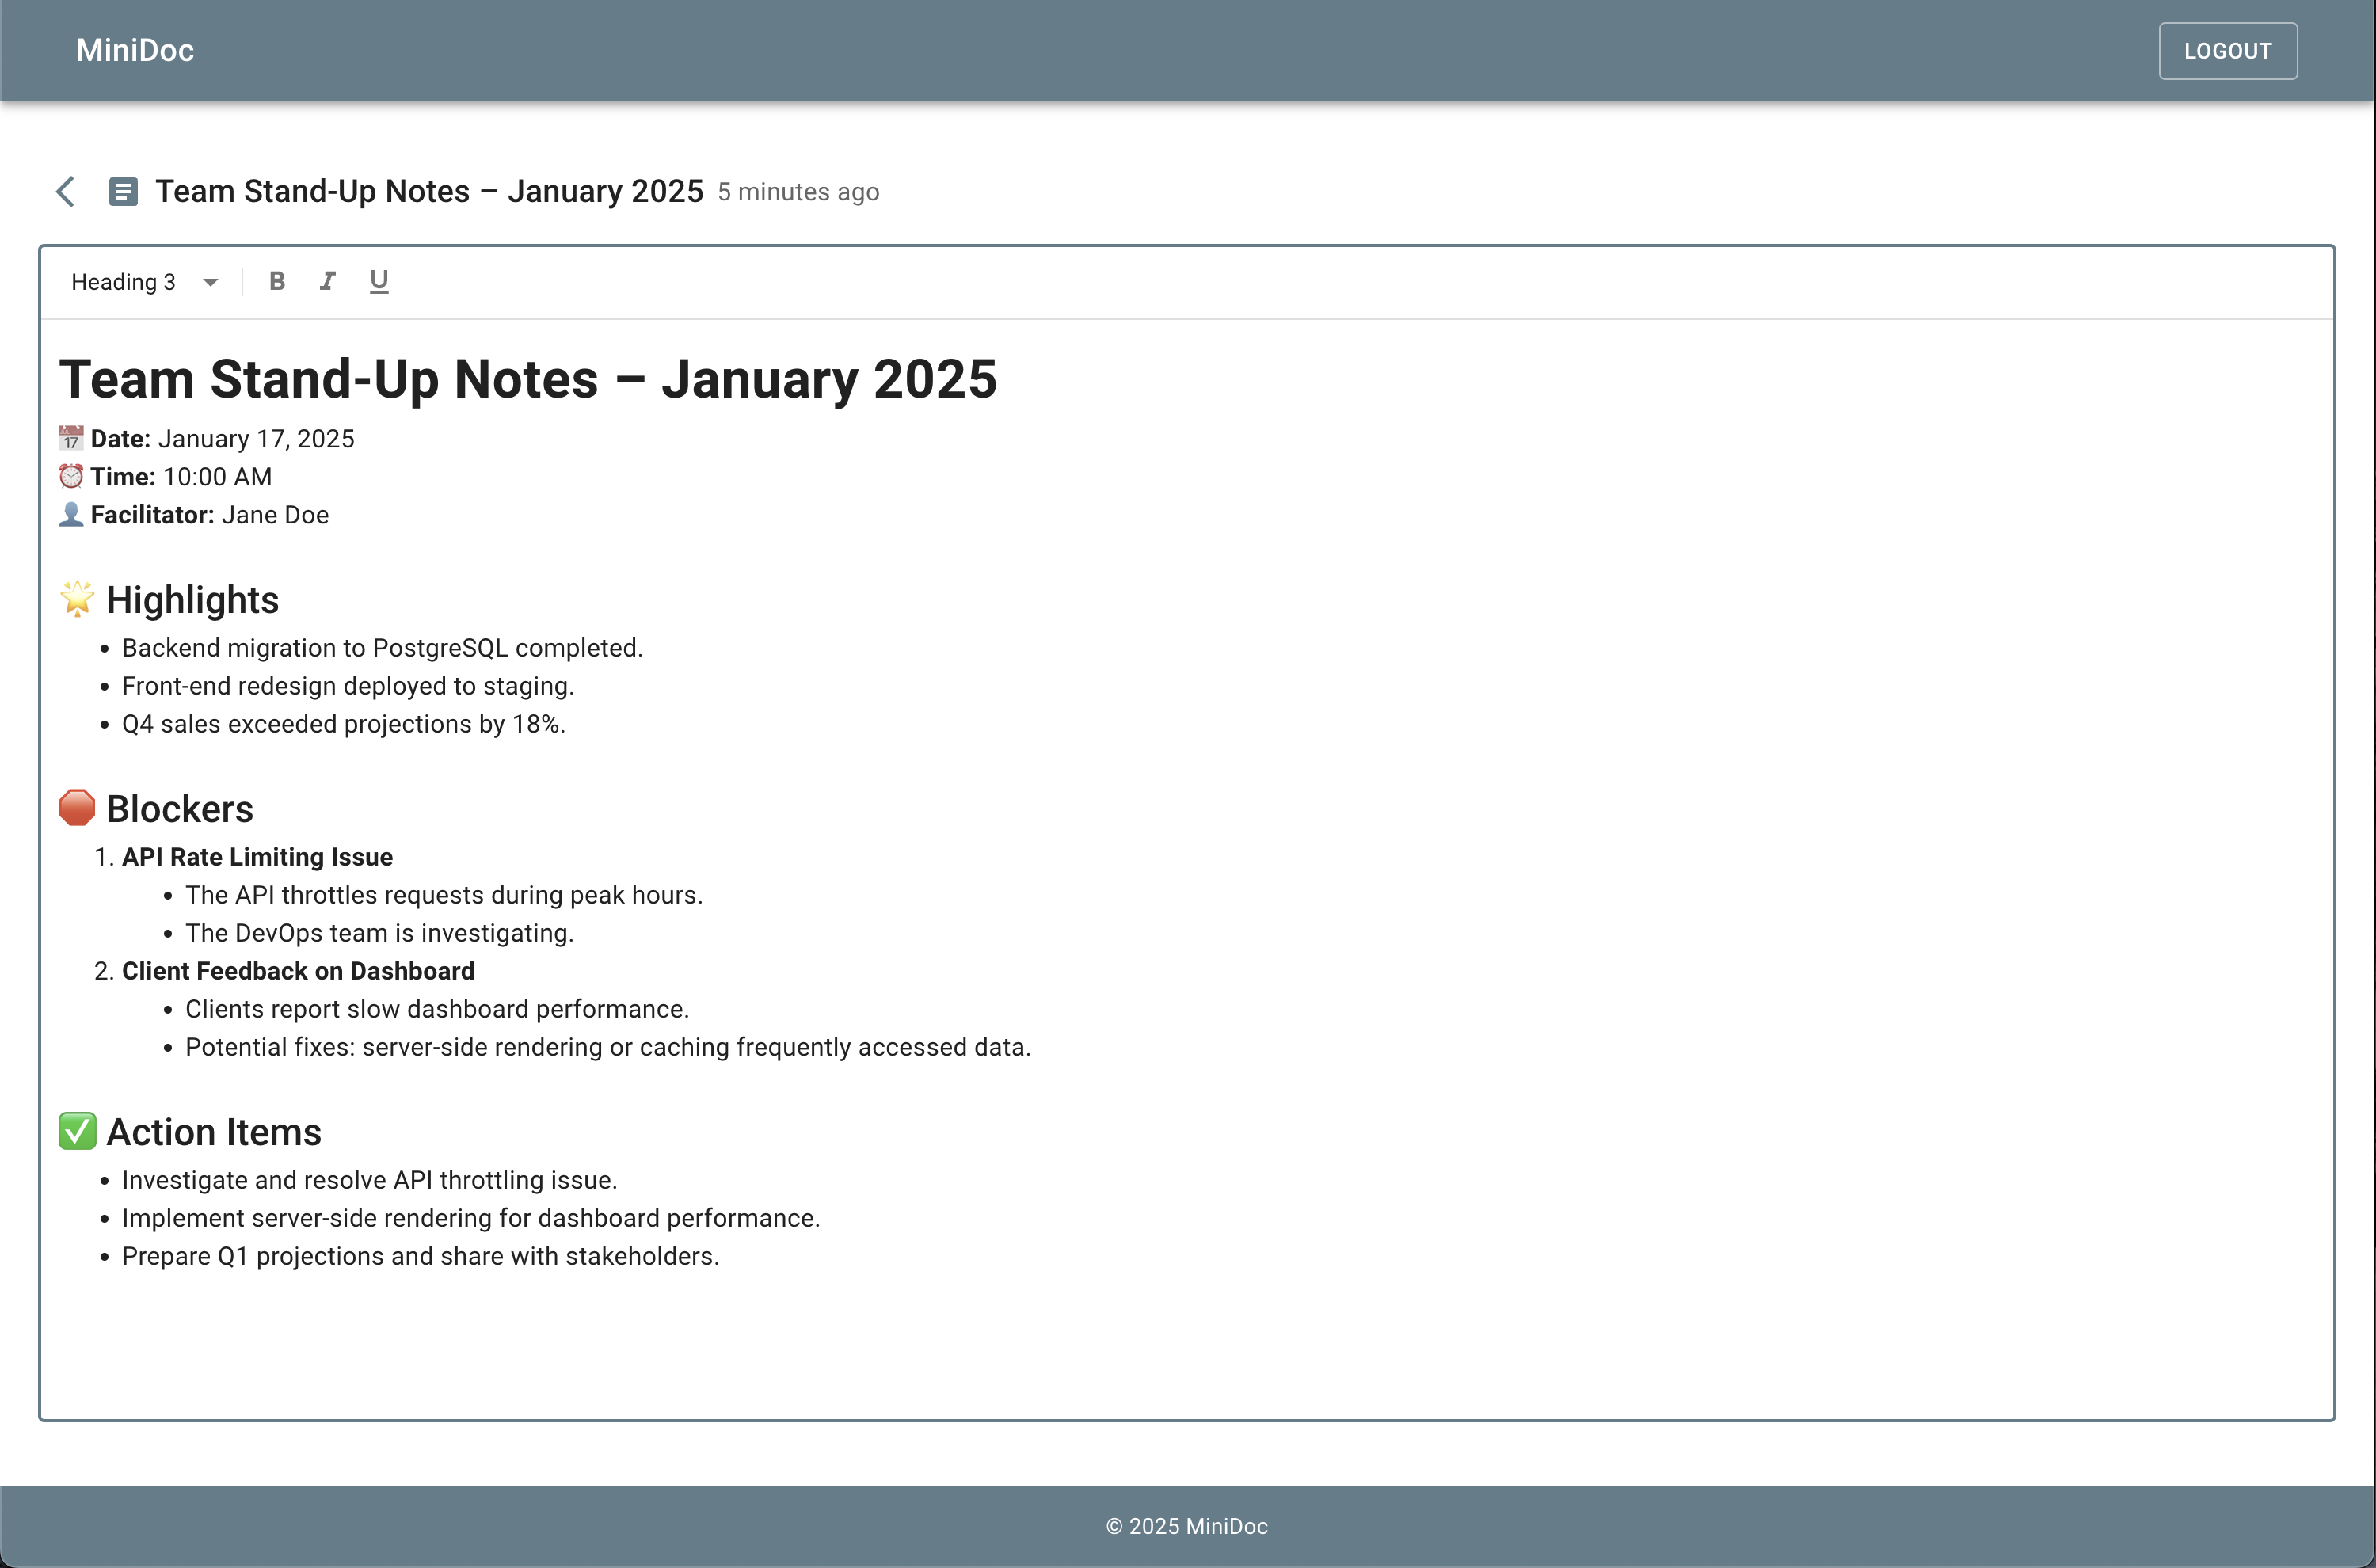 MiniDoc
LOGOUT
Team Stand-Up Notes – January 2025 5 minutes ago
Heading 3 B I U
Team Stand-Up Notes – January 2025
📅 Date: January 17, 2025
⏰ Time: 10:00 AM
👤 Facilitator: Jane Doe
🌟 Highlights
• Backend migration to PostgreSQL completed.
• Front-end redesign deployed to staging.
• Q4 sales exceeded projections by 18%.
🛑 Blockers
1. API Rate Limiting Issue
• The API throttles requests during peak hours.
• The DevOps team is investigating.
2. Client Feedback on Dashboard
• Clients report slow dashboard performance.
• Potential fixes: server-side rendering or caching frequently accessed data.
✅ Action Items
• Investigate and resolve API throttling issue.
• Implement server-side rendering for dashboard performance.
• Prepare Q1 projections and share with stakeholders.
© 2025 MiniDoc